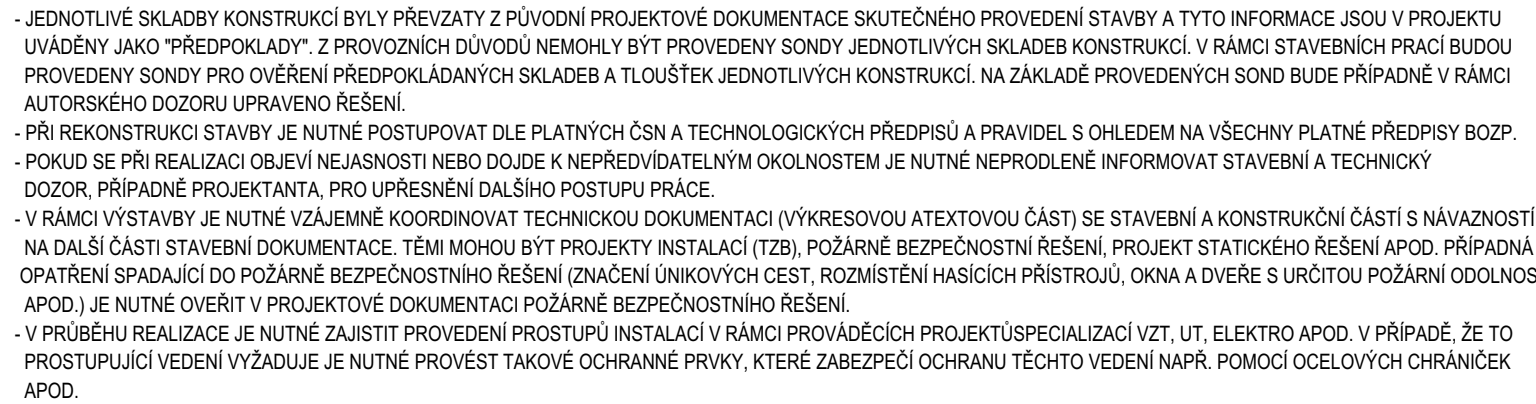 - JEDNOTLIVÉ SKLADBY KONSTRUKCÍ BYLY PŘEVZATY Z PŮVODNÍ PROJEKTOVÉ DOKUMENTACE SKUTEČNÉHO PROVEDENÍ STAVBY A TYTO INFORMACE JSOU V PROJEKTU
UVÁDĚNY JAKO "PŘEDPOKLADY". Z PROVOZNÍCH DŮVODŮ NEMOHLY BÝT PROVEDENY SONDY JEDNOTLIVÝCH SKLADEB KONSTRUKCÍ. V RÁMCI STAVEBNÍCH PRACÍ BUDOU
PROVEDENY SONDY PRO OVĚŘENÍ PŘEDPOKLÁDANÝCH SKLADEB A TLOUŠŤEK JEDNOTLIVÝCH KONSTRUKCÍ. NA ZÁKLADĚ PROVEDENÝCH SOND BUDE PŘÍPADNĚ V RÁMCI
AUTORSKÉHO DOZORU UPRAVENO ŘEŠENÍ.
- PŘI REKONSTRUKCI STAVBY JE NUTNÉ POSTUPOVAT DLE PLATNÝCH ČSN A TECHNOLOGICKÝCH PŘEDPISŮ A PRAVIDEL S OHLEDEM NA VŠECHNY PLATNÉ PŘEDPISY BOZP.
- POKUD SE PŘI REALIZACI OBJEVÍ NEJASNOSTI NEBO DOJDE K NEPŘEDVÍDATELNÝM OKOLNOSTEM JE NUTNÉ NEPRODLENĚ INFORMOVAT STAVEBNÍ A TECHNICKÝ
DOZOR, PŘÍPADNĚ PROJEKTANTA, PRO UPŘESNĚNÍ DALŠÍHO POSTUPU PRÁCE.
- V RÁMCI VÝSTAVBY JE NUTNÉ VZÁJEMNĚ KOORDINOVAT TECHNICKOU DOKUMENTACI (VÝKRESOVOU ATEXTOVOU ČÁST) SE STAVEBNÍ A KONSTRUKČNÍ ČÁSTÍ S NÁVAZNOSTÍ
NA DALŠÍ ČÁSTI STAVEBNÍ DOKUMENTACE. TĚMI MOHOU BÝT PROJEKTY INSTALACÍ (TZB), POŽÁRNĚ BEZPEČNOSTNÍ ŘEŠENÍ, PROJEKT STATICKÉHO ŘEŠENÍ APOD. PŘÍPADNÁ
OPATŘENÍ SPADAJÍCÍ DO POŽÁRNĚ BEZPEČNOSTNÍHO ŘEŠENÍ (ZNAČENÍ ÚNIKOVÝCH CEST, ROZMÍSTĚNÍ HASÍCÍCH PŘÍSTROJŮ, OKNA A DVEŘE S URČITOU POŽÁRNÍ ODOLNOS
APOD.) JE NUTNÉ OVEŘIT V PROJEKTOVÉ DOKUMENTACI POŽÁRNĚ BEZPEČNOSTNÍHO ŘEŠENÍ.
- V PRŮBĚHU REALIZACE JE NUTNÉ ZAJISTIT PROVEDENÍ PROSTUPŮ INSTALACÍ V RÁMCI PROVÁDĚCÍCH PROJEKTŮSPECIALIZACÍ VZT, UT, ELEKTRO APOD. V PŘÍPADĚ, ŽE TO
PROSTUPUJÍCÍ VEDENÍ VYŽADUJE JE NUTNÉ PROVÉST TAKOVÉ OCHRANNÉ PRVKY, KTERÉ ZABEZPEČÍ OCHRANU TĚCHTO VEDENÍ NAPŘ. POMOCÍ OCELOVÝCH CHRÁNIČEK
APOD.